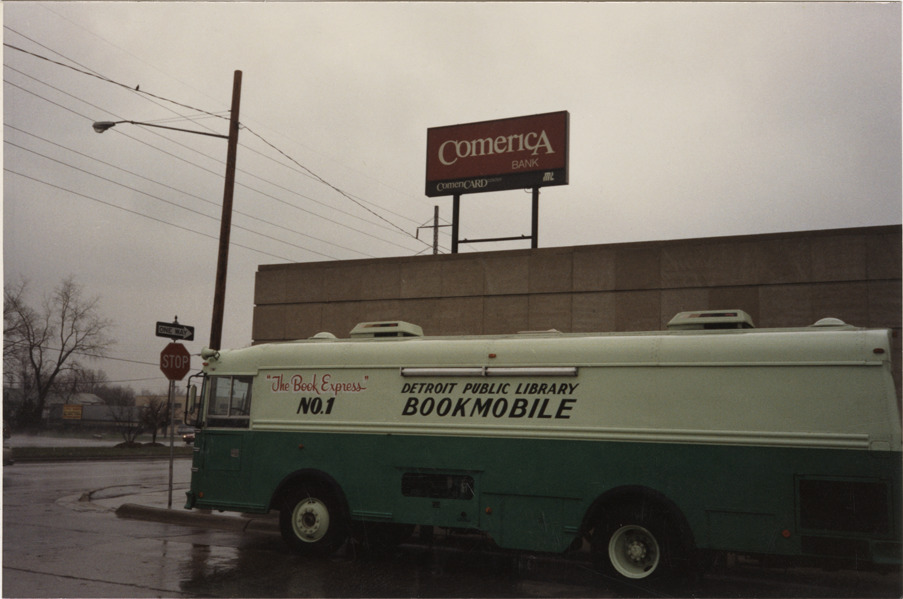 ComericA
BANK
ComeriCARD
ONE WAY
STOP
"The Book Express"
NO.1
DETROIT PUBLIC LIBRARY
BOOKMOBILE